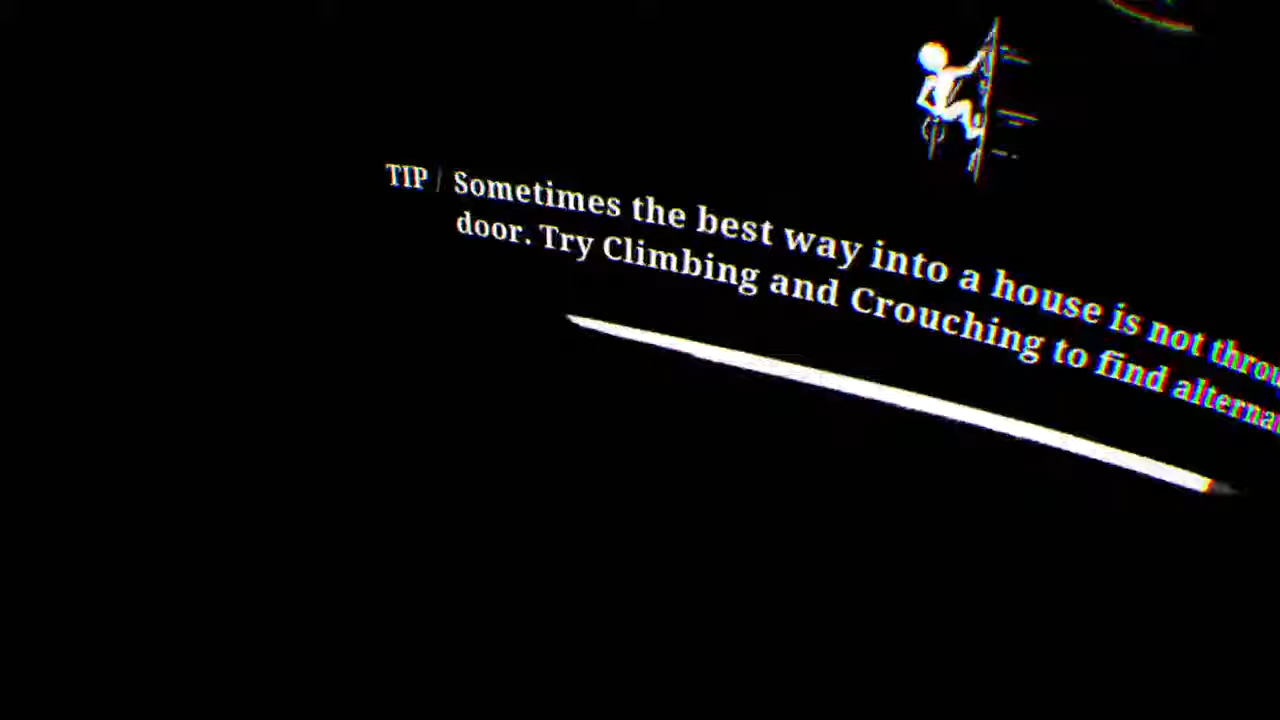 TIP / Sometimes the best way into a house is not
door. Try Climbing and Crouching to find